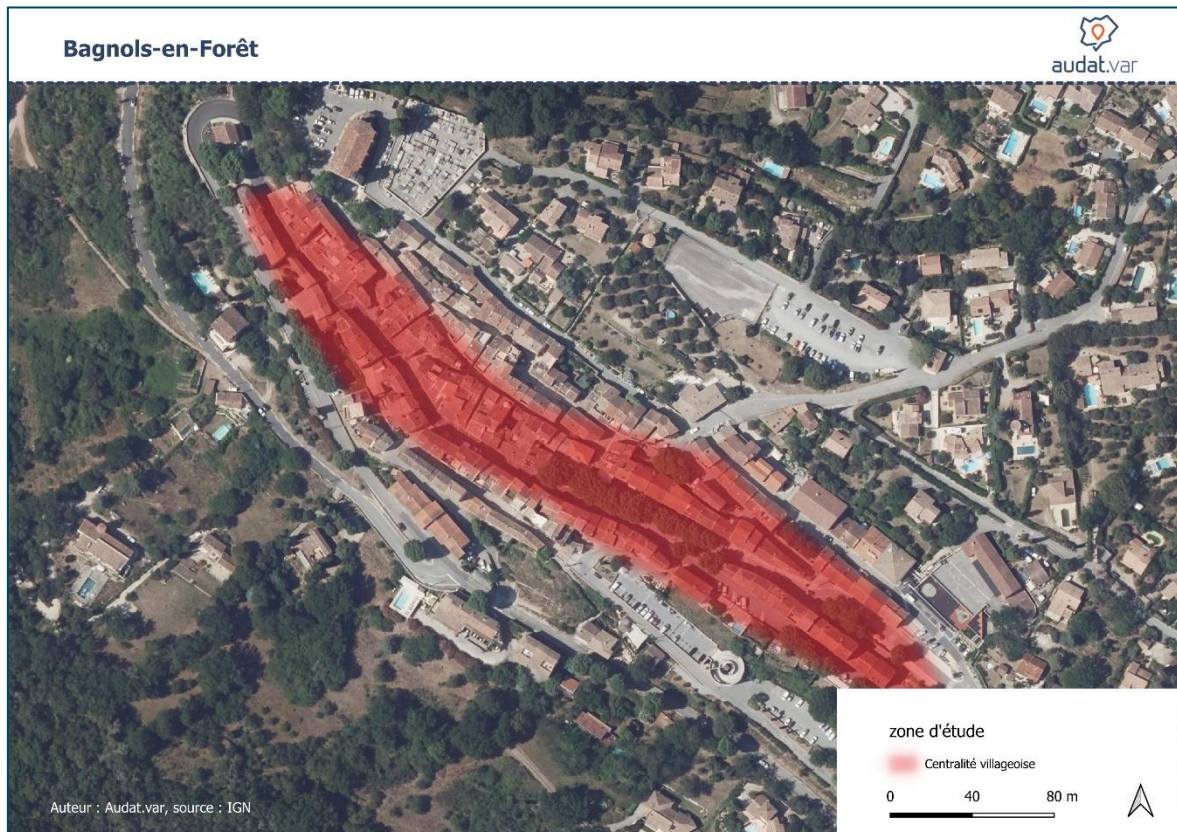 Bagnols-en-Forêt
audat.var
zone d'étude
Centralité villageoise
0 40 80 m
Auteur : Audat.var, source : IGN